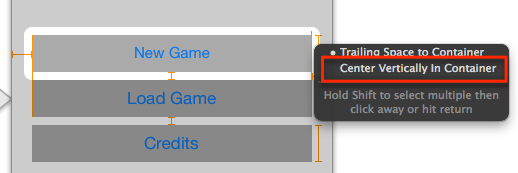 New Game
Load Game
Credits
Trailing Space to Container
Center Vertically In Container
Hold Shift to select multiple then
click away or hit return